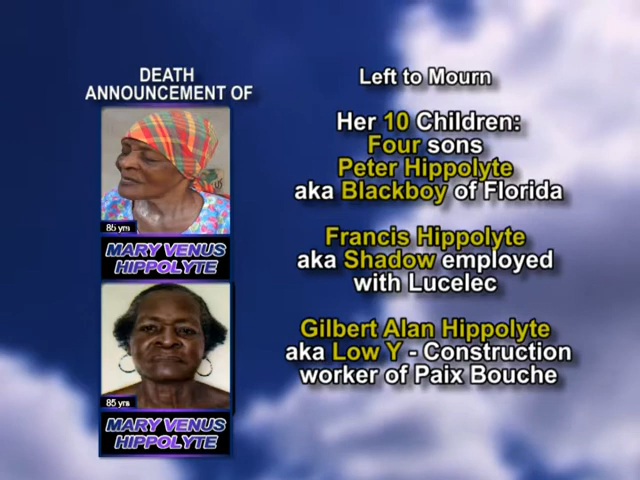 DEATH
ANNOUNCEMENT OF
85 yrs
MARY VENUS
HIPPOLYTE
85 yrs
MARY VENUS
HIPPOLYTE
Left to Mourn
Her 10 Children:
Four sons
Peter Hippolyte
aka Blackboy of Florida
Francis Hippolyte
aka Shadow employed
with Lucelec
Gilbert Alan Hippolyte
aka Low Y - Construction
worker of Paix Bouche